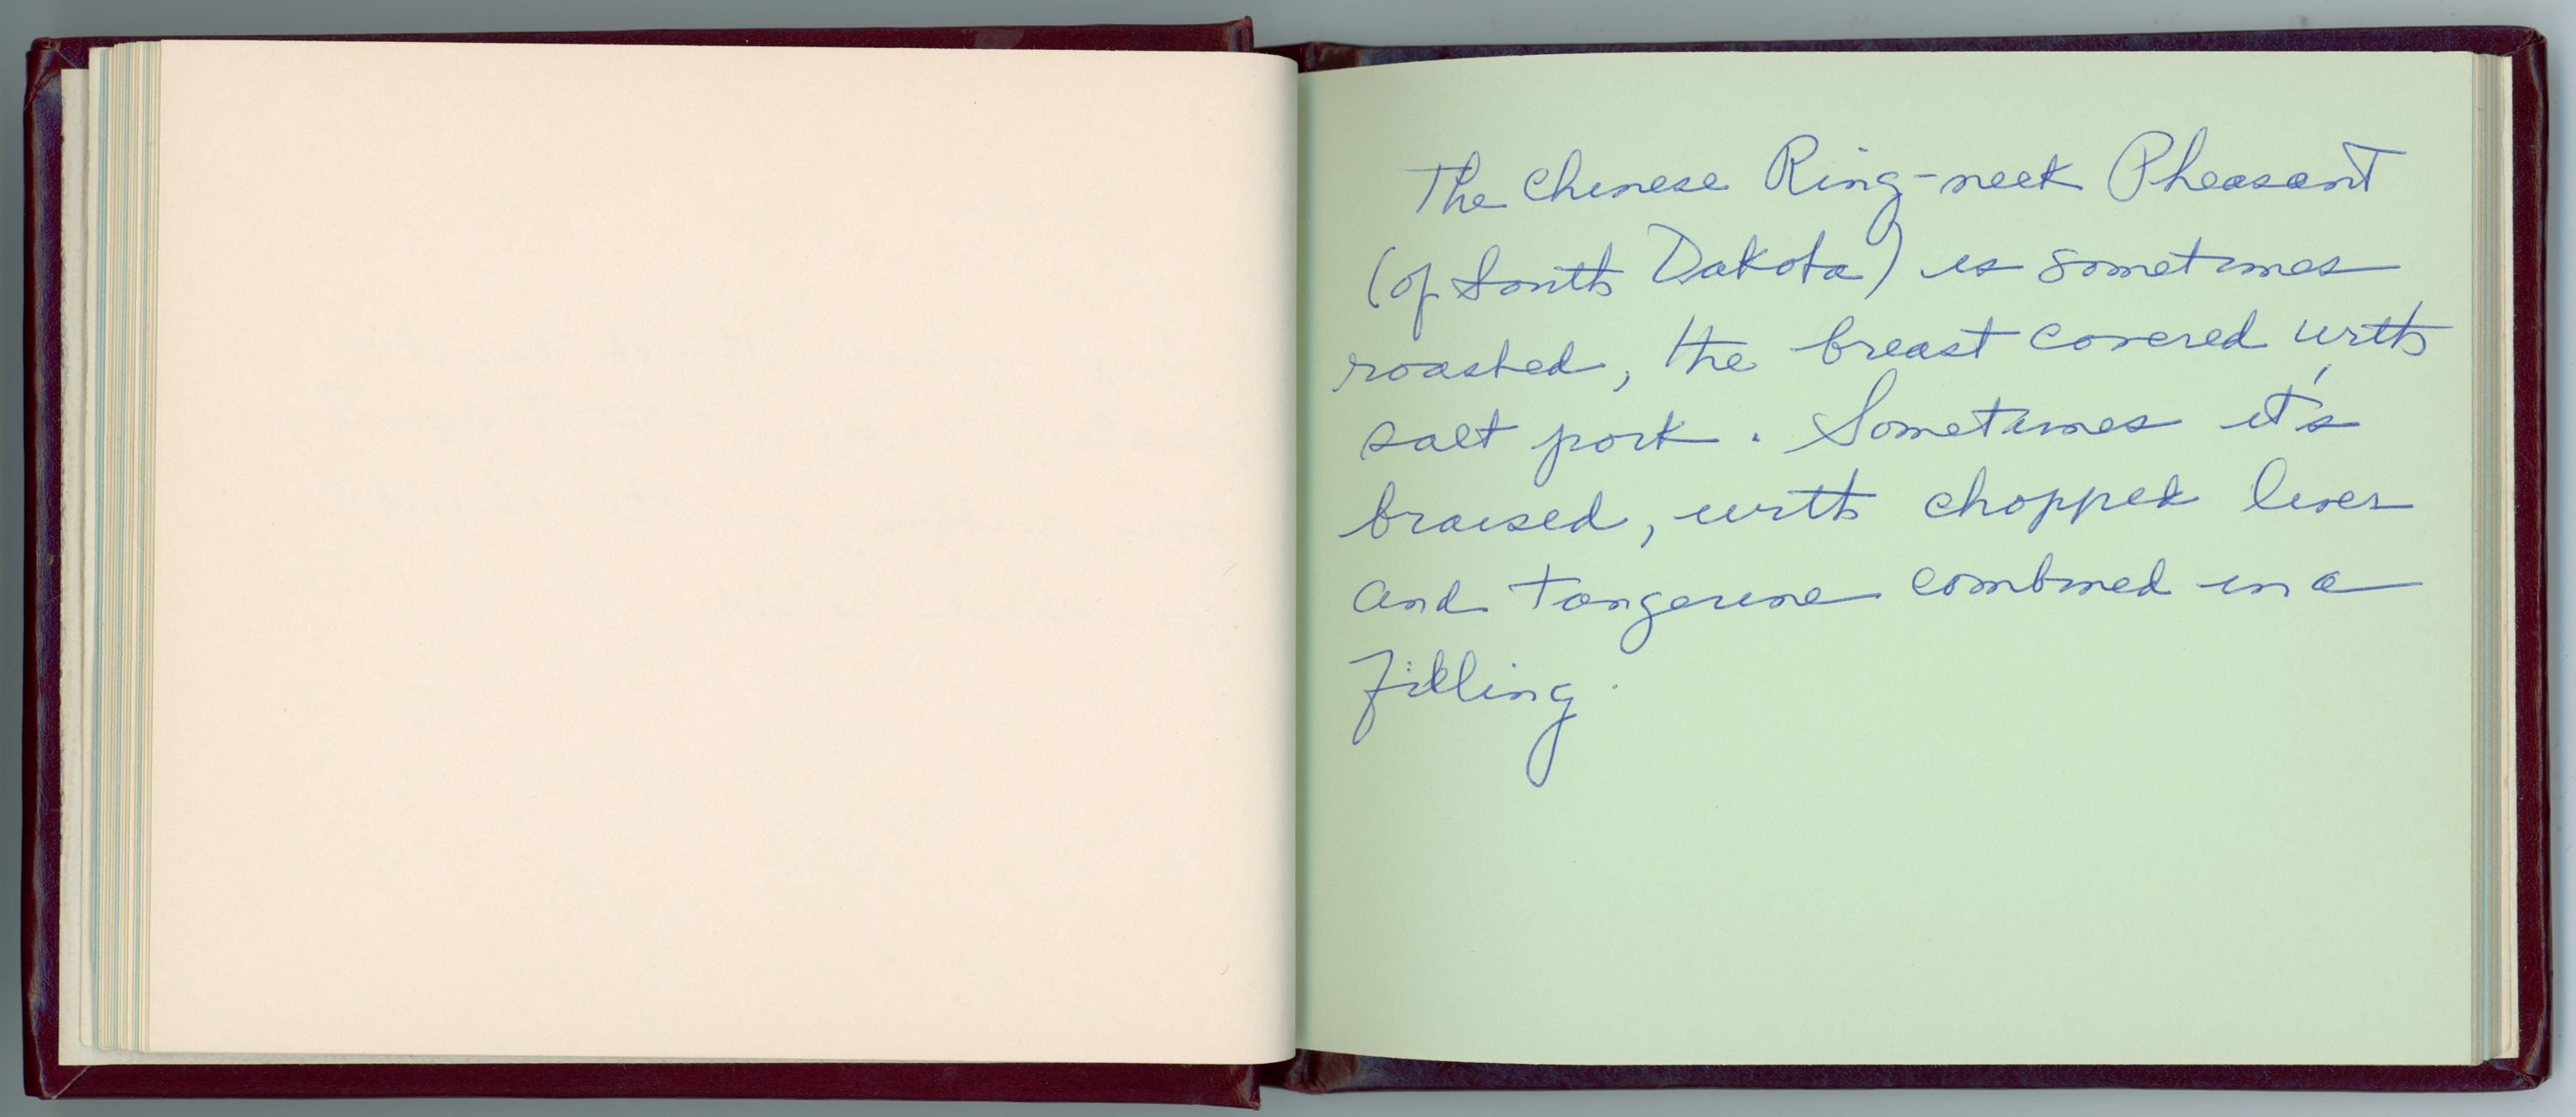 The Chinese Ring-neck Pheasant
(of South Dakota) is sometimes
roasted, the breast covered with
salt pork. Sometimes it's
braised, with chopped liver
and tangerine combined in a
filling.